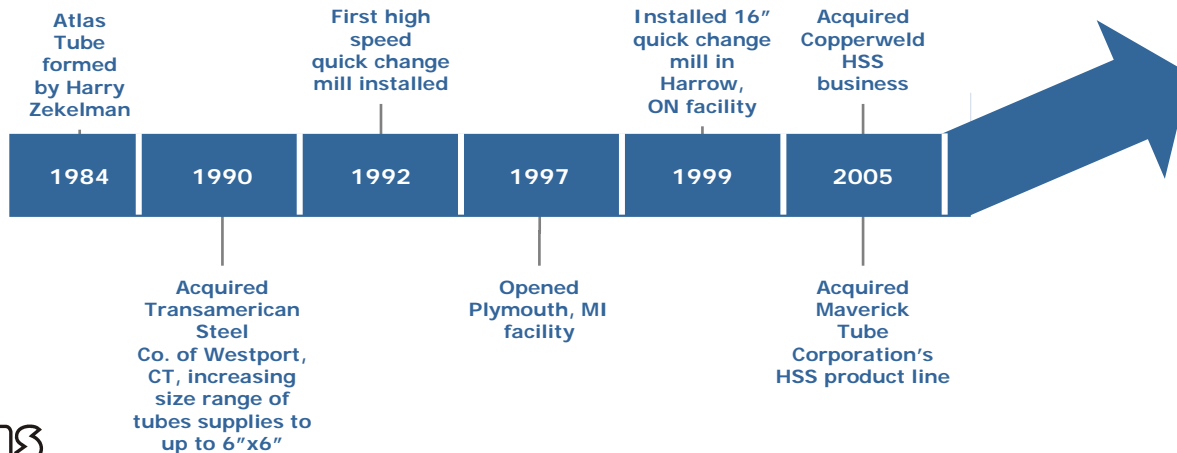 Atlas
Tube
formed
by Harry
Zekelman
First high
speed
quick change
mill installed
Installed 16”
quick change
mill in
Harrow,
ON facility
Acquired
Copperweld
HSS
business
1984
1990
1992
1997
1999
2005
Acquired
Transamerican
Steel
Co. of Westport,
CT, increasing
size range of
tubes supplies to
up to 6”x6”
Opened
Plymouth, MI
facility
Acquired
Maverick
Tube
Corporation’s
HSS product line